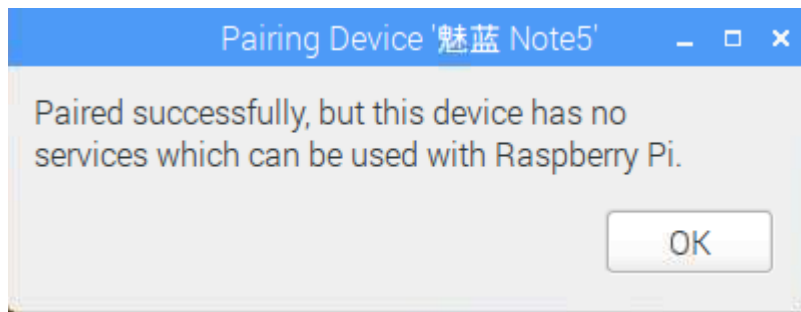 Pairing Device '魅蓝 Note5'
Paired successfully, but this device has no
services which can be used with Raspberry Pi.
OK